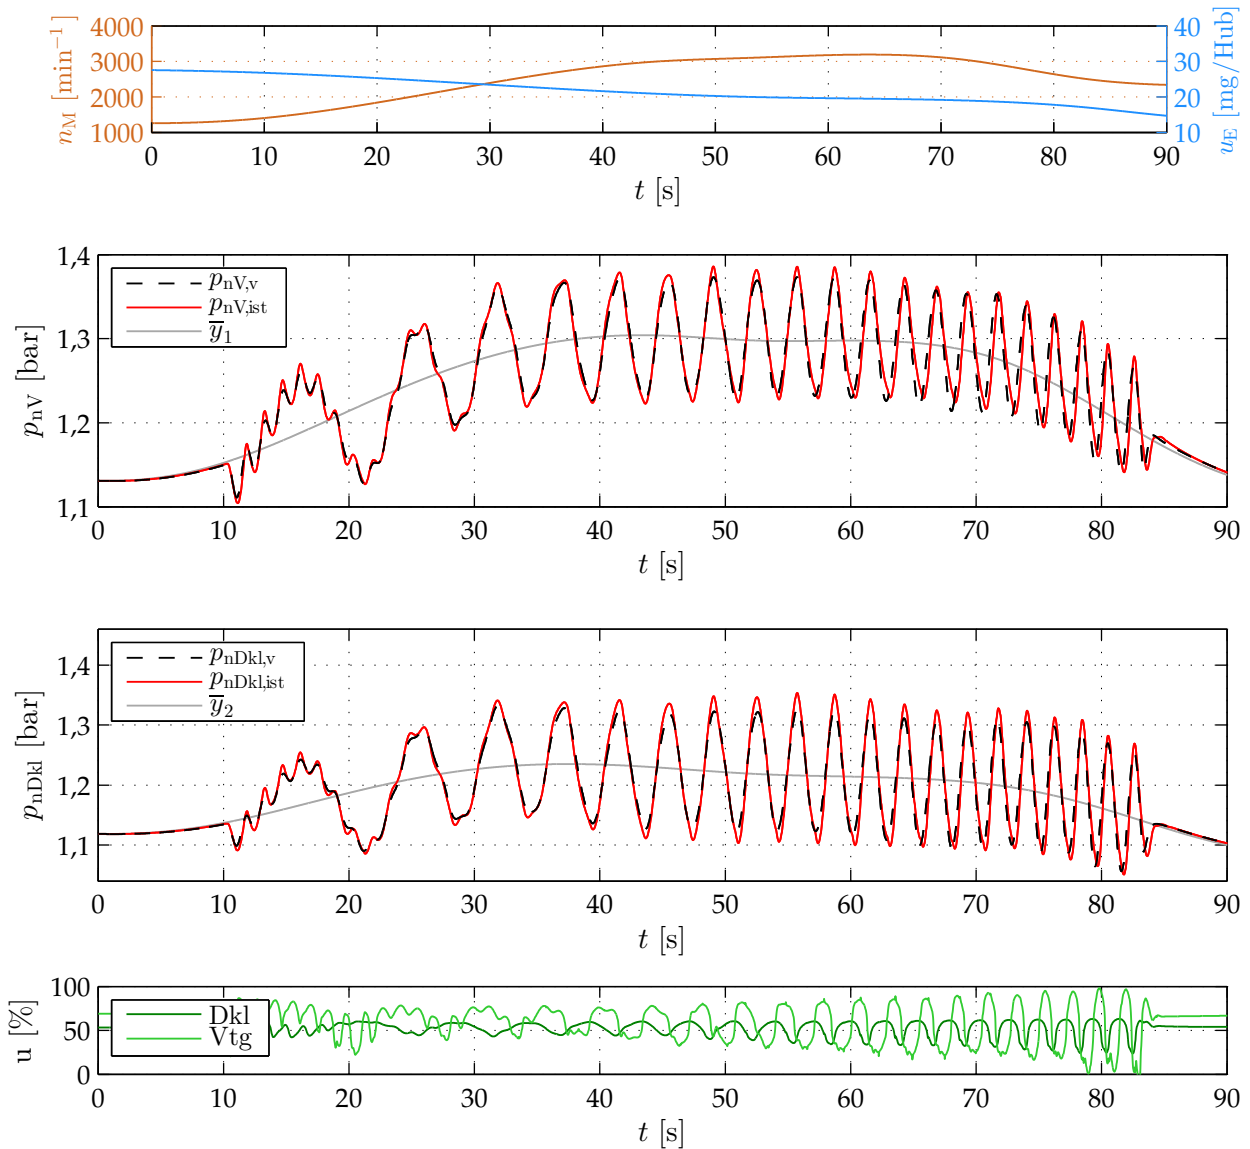 4000 3000 2000 1000
n_M [min⁻¹]
40 30 20 10
u_E [mg/Hub]
0 10 20 30 40 50 60 70 80 90
t [s]
1,4 1,3 1,2 1,1
p_nV [bar]
p_nV,v
p_nV,ist
y̅_1
0 10 20 30 40 50 60 70 80 90
t [s]
1,4 1,3 1,2 1,1
p_nDkl [bar]
p_nDkl,v
p_nDkl,ist
y̅_2
0 10 20 30 40 50 60 70 80 90
t [s]
100 50 0
u [%]
Dkl
Vtg
0 10 20 30 40 50 60 70 80 90
t [s]